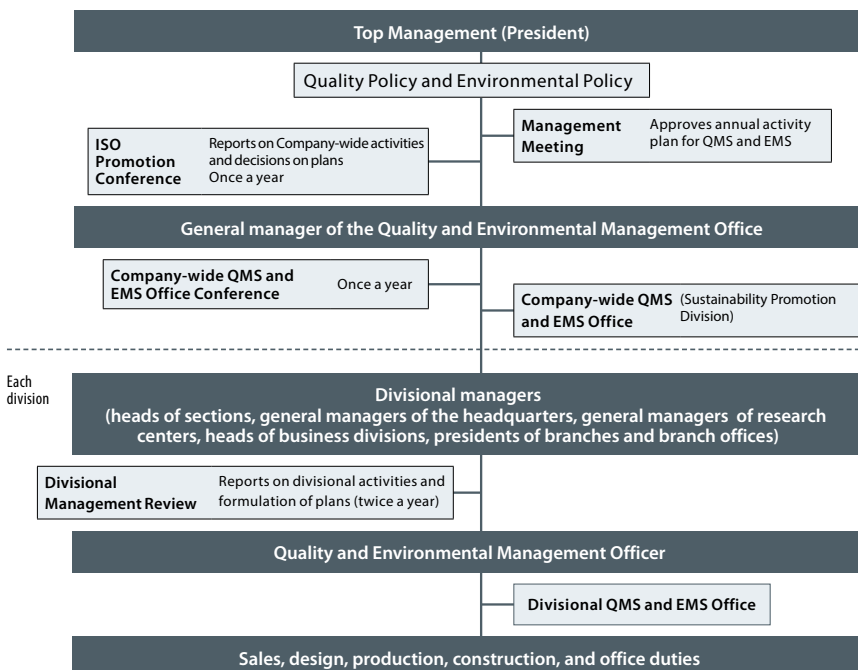 Top Management (President)
Quality Policy and Environmental Policy
ISO
Promotion
Conference
Reports on Company-wide activities
and decisions on plans
Once a year
Management
Meeting
Approves annual activity
plan for QMS and EMS
General manager of the Quality and Environmental Management Office
Company-wide QMS and
EMS Office Conference
Once a year
Company-wide QMS
and EMS Office
(Sustainability Promotion
Division)
Each
division
Divisional managers
(heads of sections, general managers of the headquarters, general managers of research
centers, heads of business divisions, presidents of branches and branch offices)
Divisional
Management Review
Reports on divisional activities and
formulation of plans (twice a year)
Quality and Environmental Management Officer
Divisional QMS and EMS Office
Sales, design, production, construction, and office duties